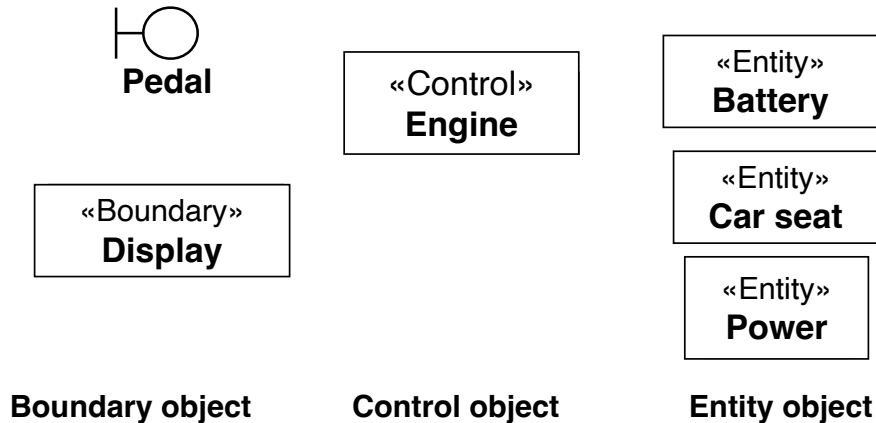 Pedal
«Boundary»
Display
Boundary object
«Control»
Engine
Control object
«Entity»
Battery
«Entity»
Car seat
«Entity»
Power
Entity object